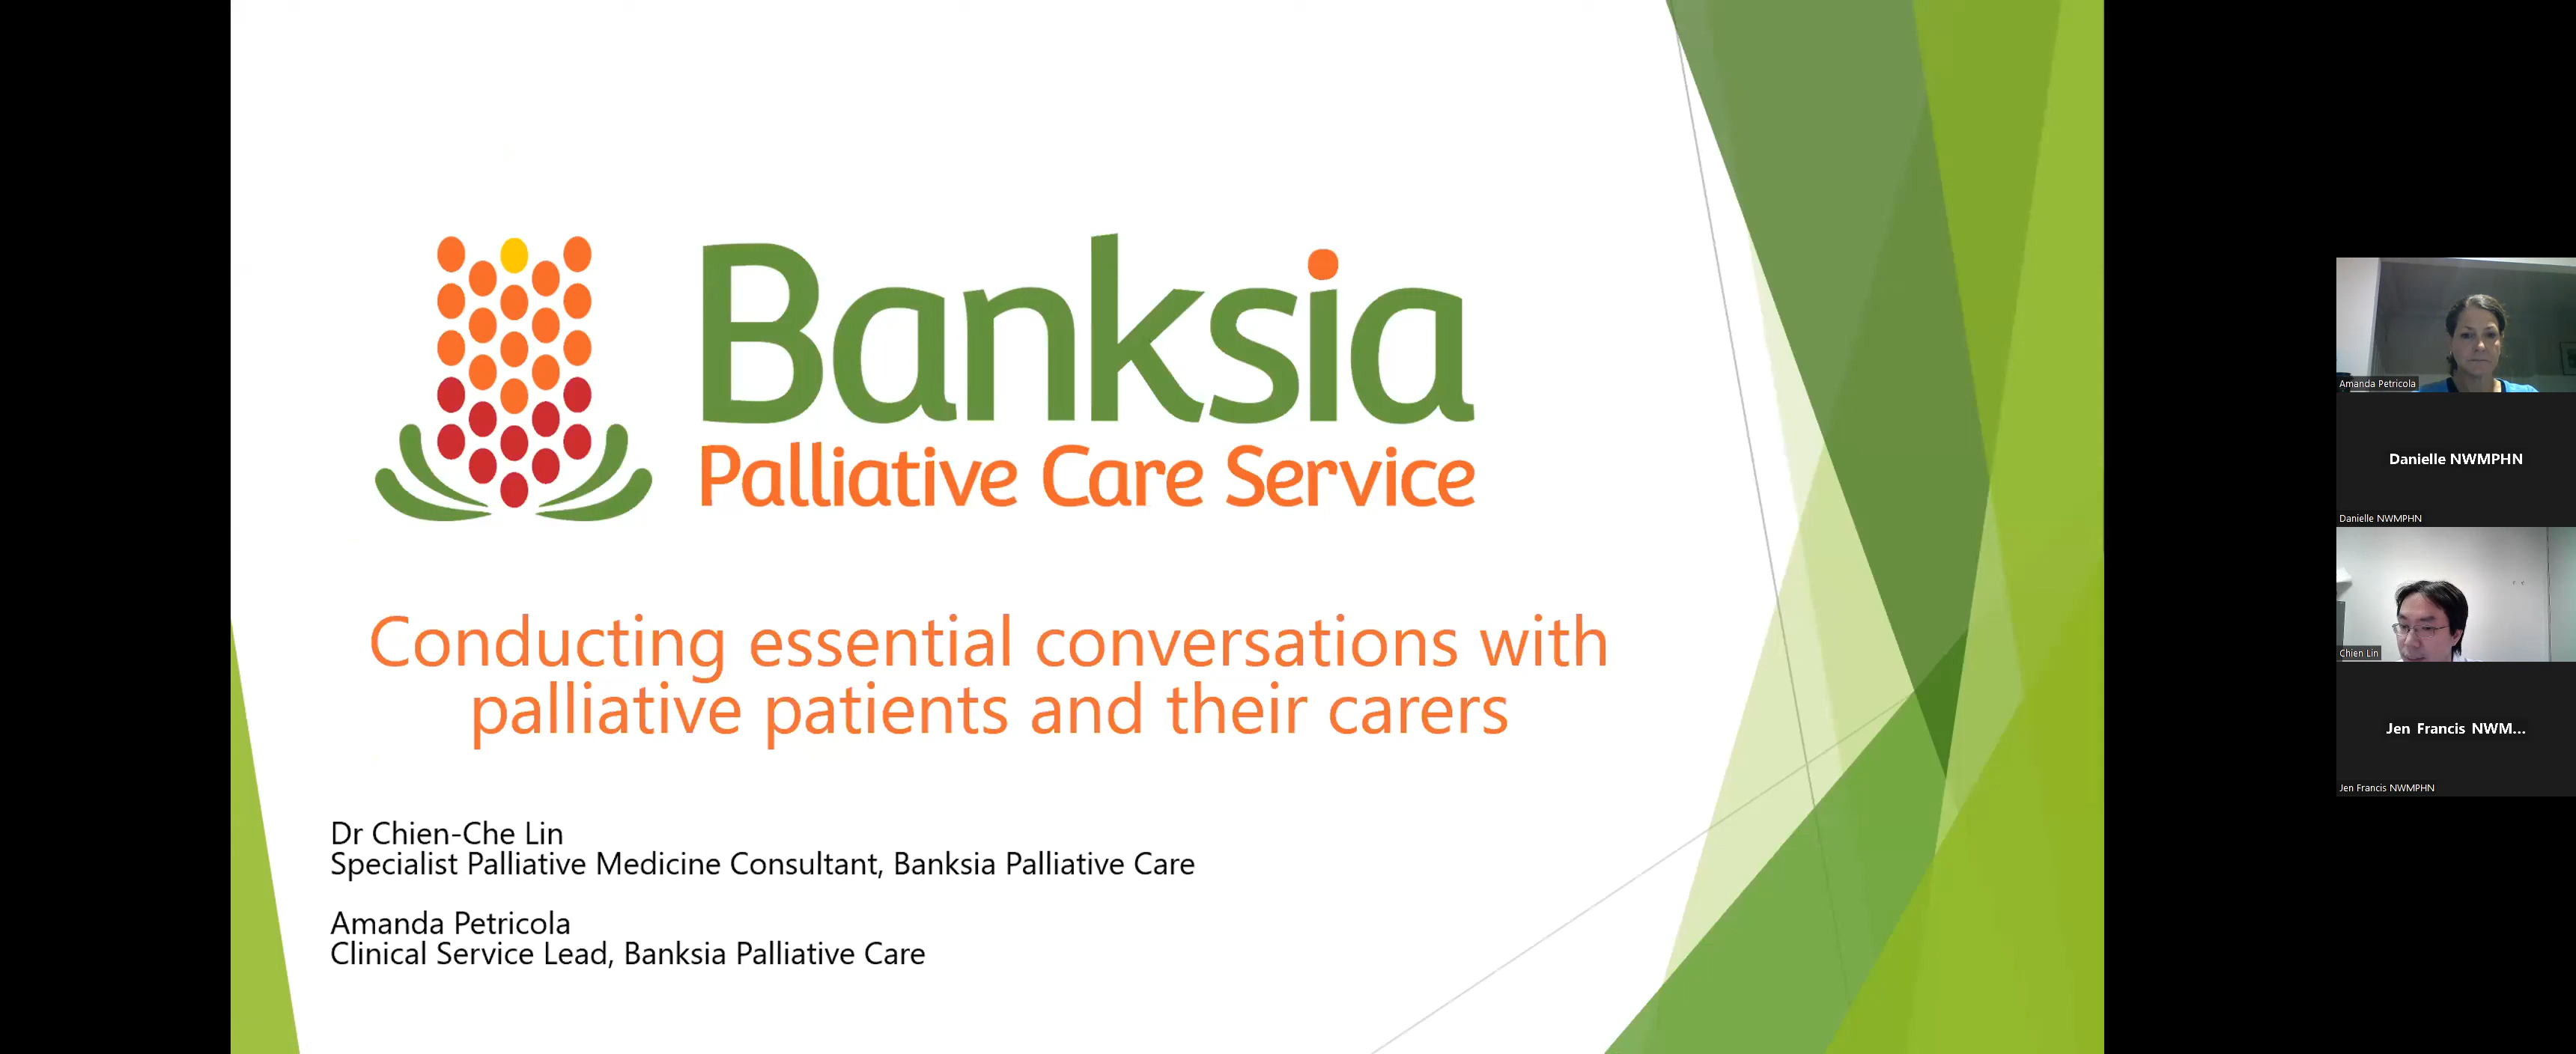 Banksia
Palliative Care Service
Conducting essential conversations with
palliative patients and their carers
Dr Chien-Che Lin
Specialist Palliative Medicine Consultant, Banksia Palliative Care
Amanda Petricola
Clinical Service Lead, Banksia Palliative Care
Amanda Petricola
Danielle NWMPHN
Danielle NWMPHN
Chien Lin
Jen Francis NWM...
Jen Francis NWMPHN